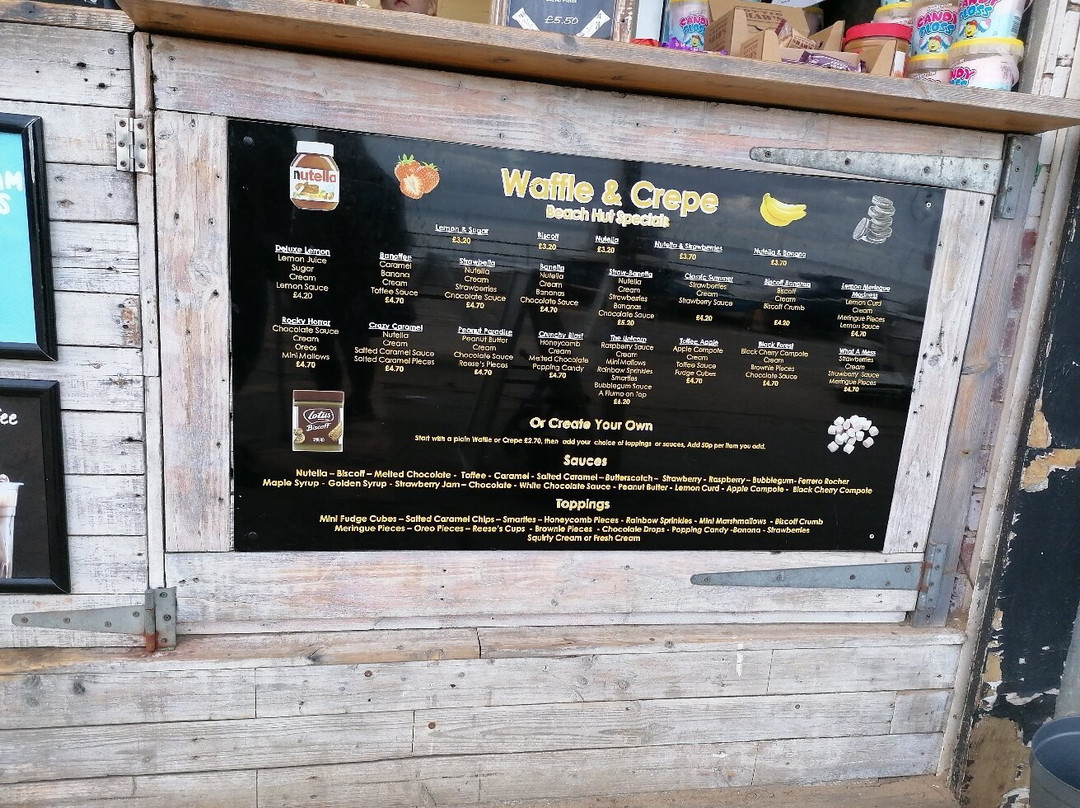 £5.50
CANDY
FLOSS
CANDY
FLOSS
CANDY
nutella
Waffle & Crepe
Beach Hut Specials
Lemon & Sugar
£3.20
Biscoff
£3.20
Nutella
£3.20
Nutella & Strawberries
£3.70
Nutella & Banana
£3.70
Deluxe Lemon
Lemon Juice
Sugar
Cream
Lemon Sauce
£4.20
Banoffee
Caramel
Banana
Cream
Toffee Sauce
£4.70
Strawbella
Nutella
Cream
Strawberries
Chocolate Sauce
£4.70
Banella
Nutella
Cream
Bananas
Chocolate Sauce
£4.70
Straw-Banella
Nutella
Cream
Strawberries
Bananas
Chocolate Sauce
£5.20
Classic Summer
Strawberries
Cream
Strawberry Sauce
£4.20
Biscoff Bonanza
Biscoff
Cream
Biscoff Crumb
£4.20
Lemon Meringue
Madness
Lemon Curd
Cream
Meringue Pieces
Lemon Sauce
£4.70
Rocky Horror
Chocolate Sauce
Cream
Oreos
Mini Mallows
£4.70
Crazy Caramel
Nutella
Cream
Salted Caramel Sauce
Salted Caramel Pieces
£4.70
Peanut Paradise
Peanut Butter
Cream
Chocolate Sauce
Reese's Pieces
£4.70
Crunchy Blast
Honeycomb
Cream
Melted Chocolate
Popping Candy
£4.70
The Unicorn
Raspberry Sauce
Cream
Mini Mallows
Rainbow Sprinkles
Smarties
Bubblegum Sauce
A Flump on Top
£6.20
Toffee Apple
Apple Compote
Cream
Toffee Sauce
Fudge Cubes
£4.70
Black Forest
Black Cherry Compote
Cream
Brownie Pieces
Chocolate Sauce
£4.70
What A Mess
Strawberries
Cream
Strawberry Sauce
Meringue Pieces
£4.70
Lotus
Biscoff
Or Create Your Own
Start with a plain Waffle or Crepe £2.70, then add your choice of toppings or sauces, Add 50p per item you add.
Sauces
Nutella – Biscoff – Melted Chocolate - Toffee - Caramel - Salted Caramel – Butterscotch – Strawberry - Raspberry – Bubblegum - Ferrero Rocher
Maple Syrup - Golden Syrup - Strawberry Jam – Chocolate - White Chocolate Sauce - Peanut Butter - Lemon Curd - Apple Compote - Black Cherry Compote
Toppings
Mini Fudge Cubes – Salted Caramel Chips – Smarties – Honeycomb Pieces - Rainbow Sprinkles - Mini Marshmallows - Biscoff Crumb
Meringue Pieces – Oreo Pieces – Reese's Cups - Brownie Pieces - Chocolate Drops - Popping Candy -Banana - Strawberries
Squirty Cream or Fresh Cream